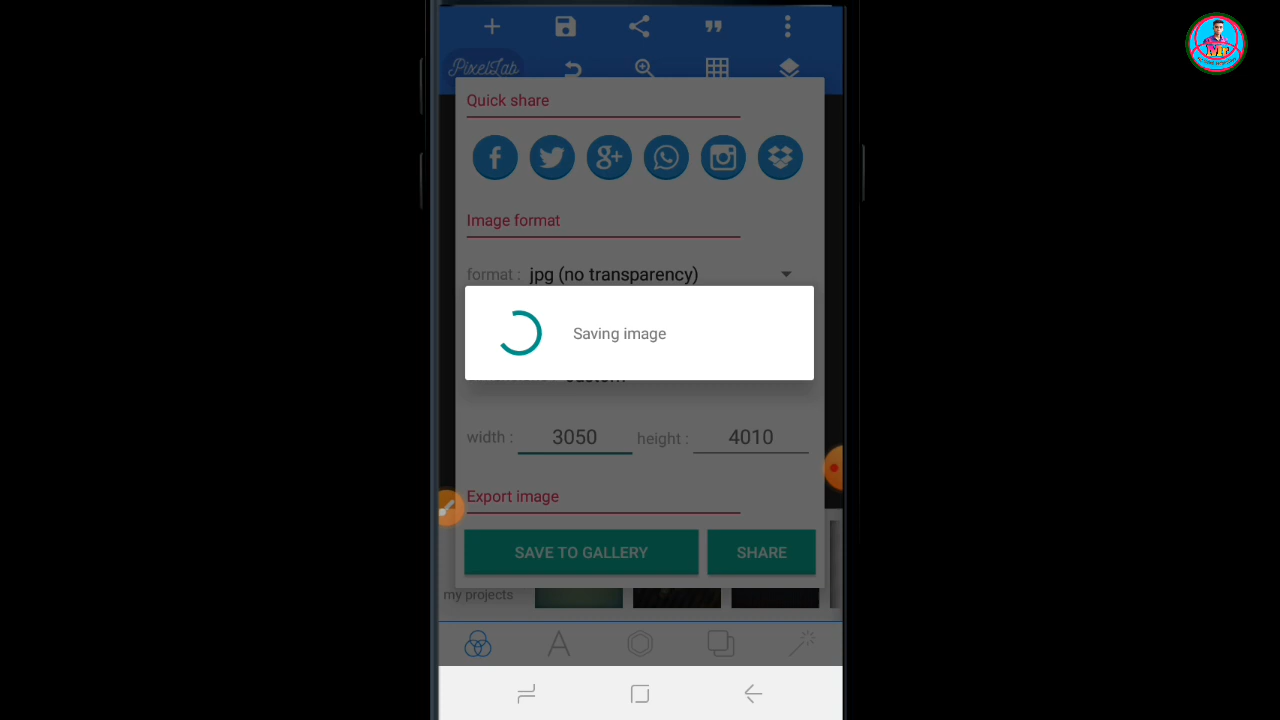 PixelLab
Quick share
Image format
format : jpg (no transparency)
Saving image
width : 3050 height : 4010
Export image
SAVE TO GALLERY SHARE
my projects